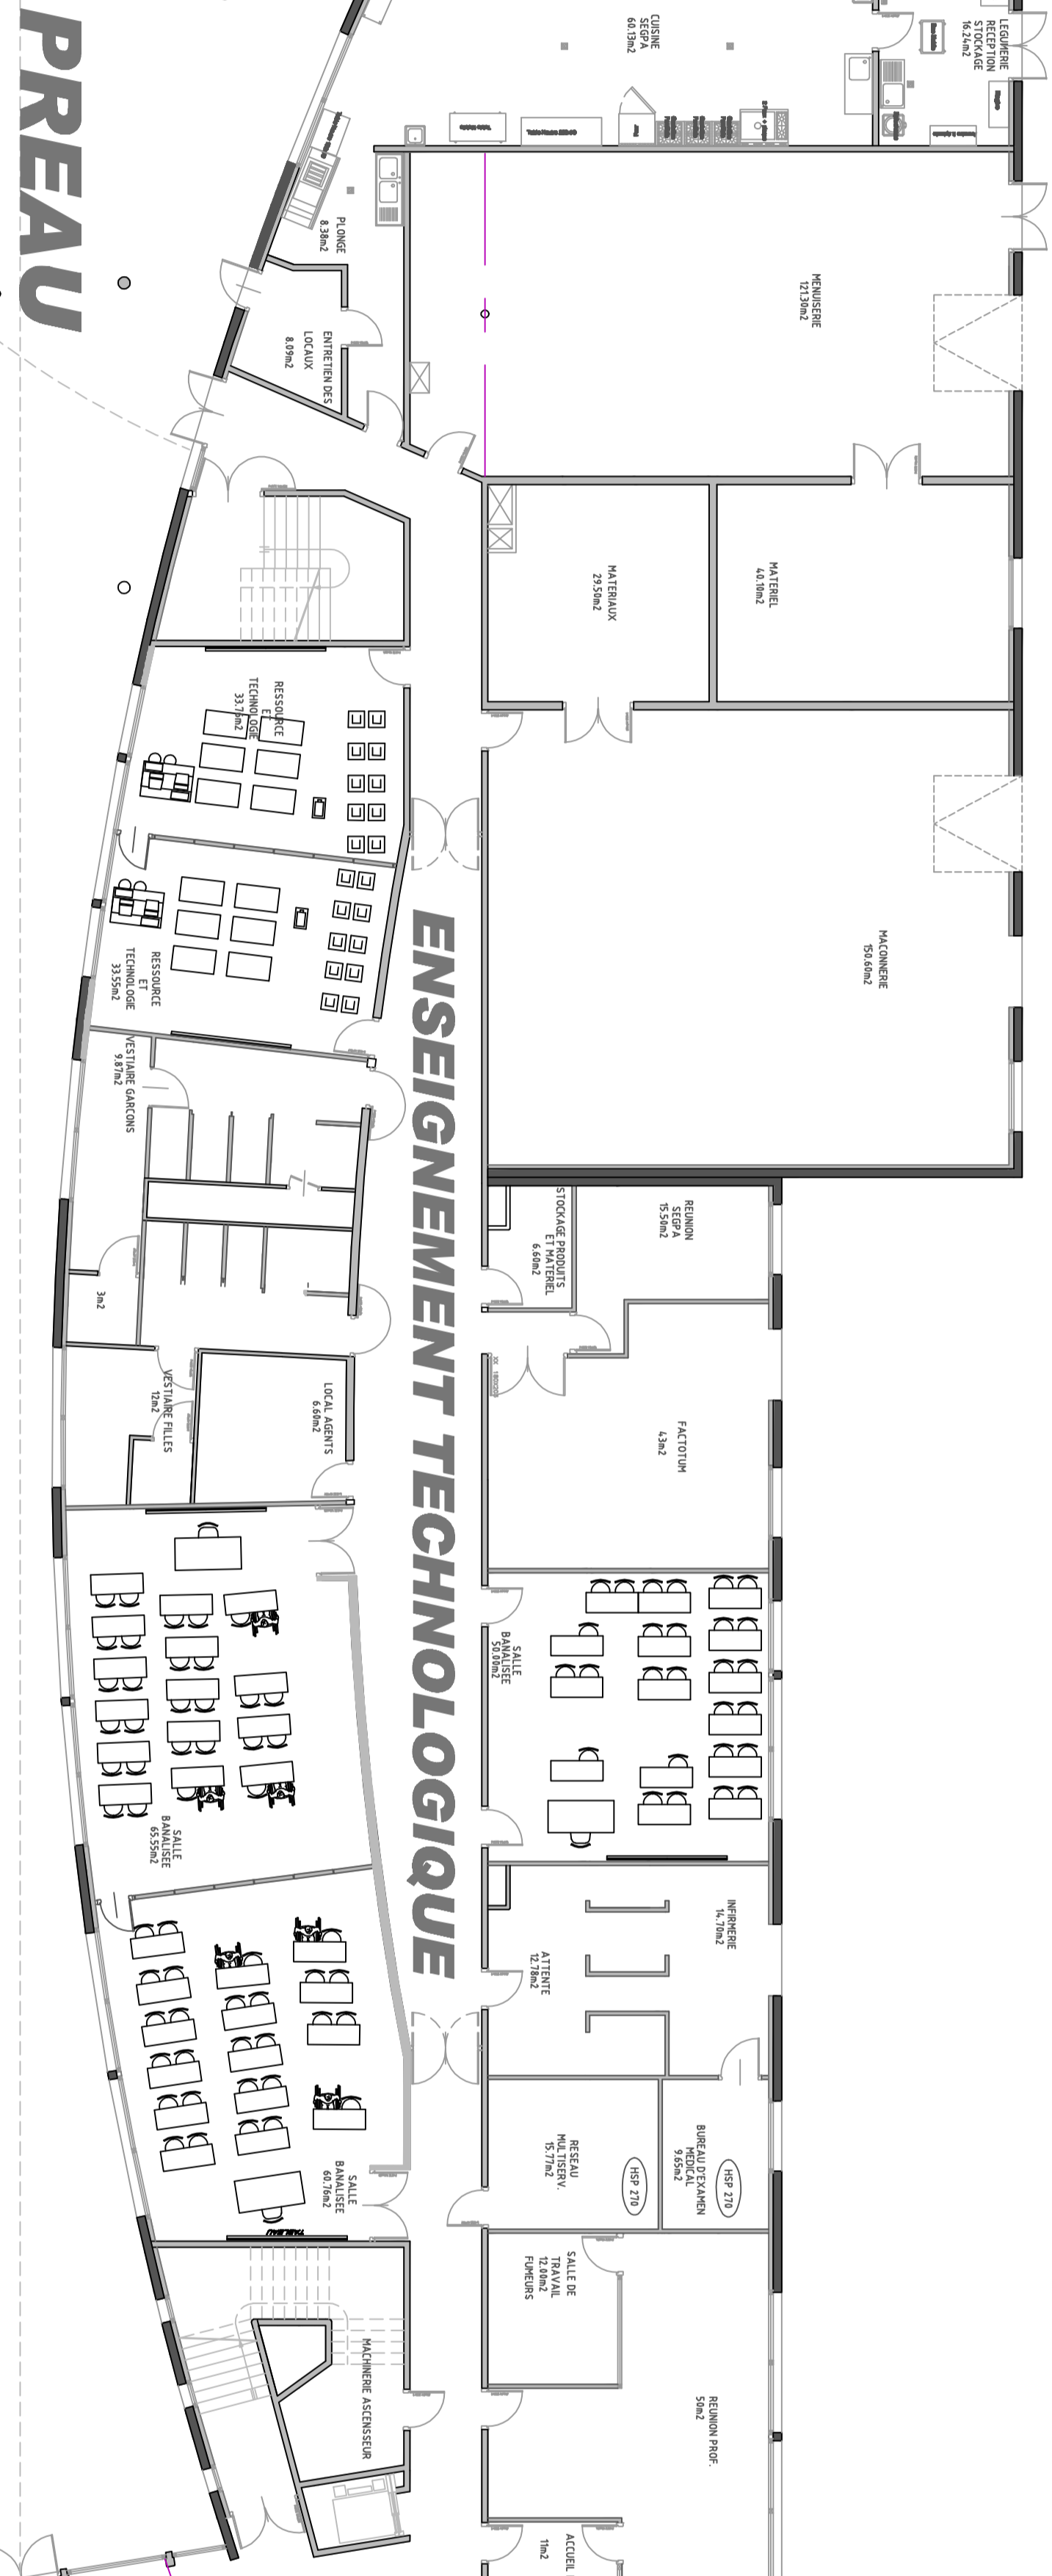 PREAU
CUISINE
SEGPA
60.13m2
LEGUMERIE
RECEPTION
STOCKAGE
16.24m2
PLONGE
8.38m2
ENTRETIEN DES
LOCAUX
8.09m2
MENUISERIE
121.30m2
MATERIAUX
29.50m2
MATERIEL
40.10m2
RESSOURCE
ET
TECHNOLOGIE
33.75m2
RESSOURCE
ET
TECHNOLOGIE
33.55m2
MACONNERIE
150.60m2
ENSEIGNEMENT TECHNOLOGIQUE
VESTIAIRE GARCONS
9.87m2
3m2
VESTIAIRE FILLES
12m2
LOCAL AGENTS
6.60m2
STOCKAGE PRODUITS
ET MATERIEL
6.60m2
REUNION
SEGPA
15.50m2
FACTOTUM
43m2
SALLE
BANALISEE
50.00m2
SALLE
BANALISEE
65.55m2
INFIRMERIE
14.70m2
ATTENTE
12.78m2
SALLE
BANALISEE
60.76m2
TABLEAU
RESEAU
MULTISERV.
15.77m2
HSP 270
BUREAU D'EXAMEN
MEDICAL
9.65m2
HSP 270
SALLE DE
TRAVAIL
12.00m2
FUMEURS
MACHINERIE ASCENSSEUR
REUNION PROF.
50m2
ACCUEIL
11m2